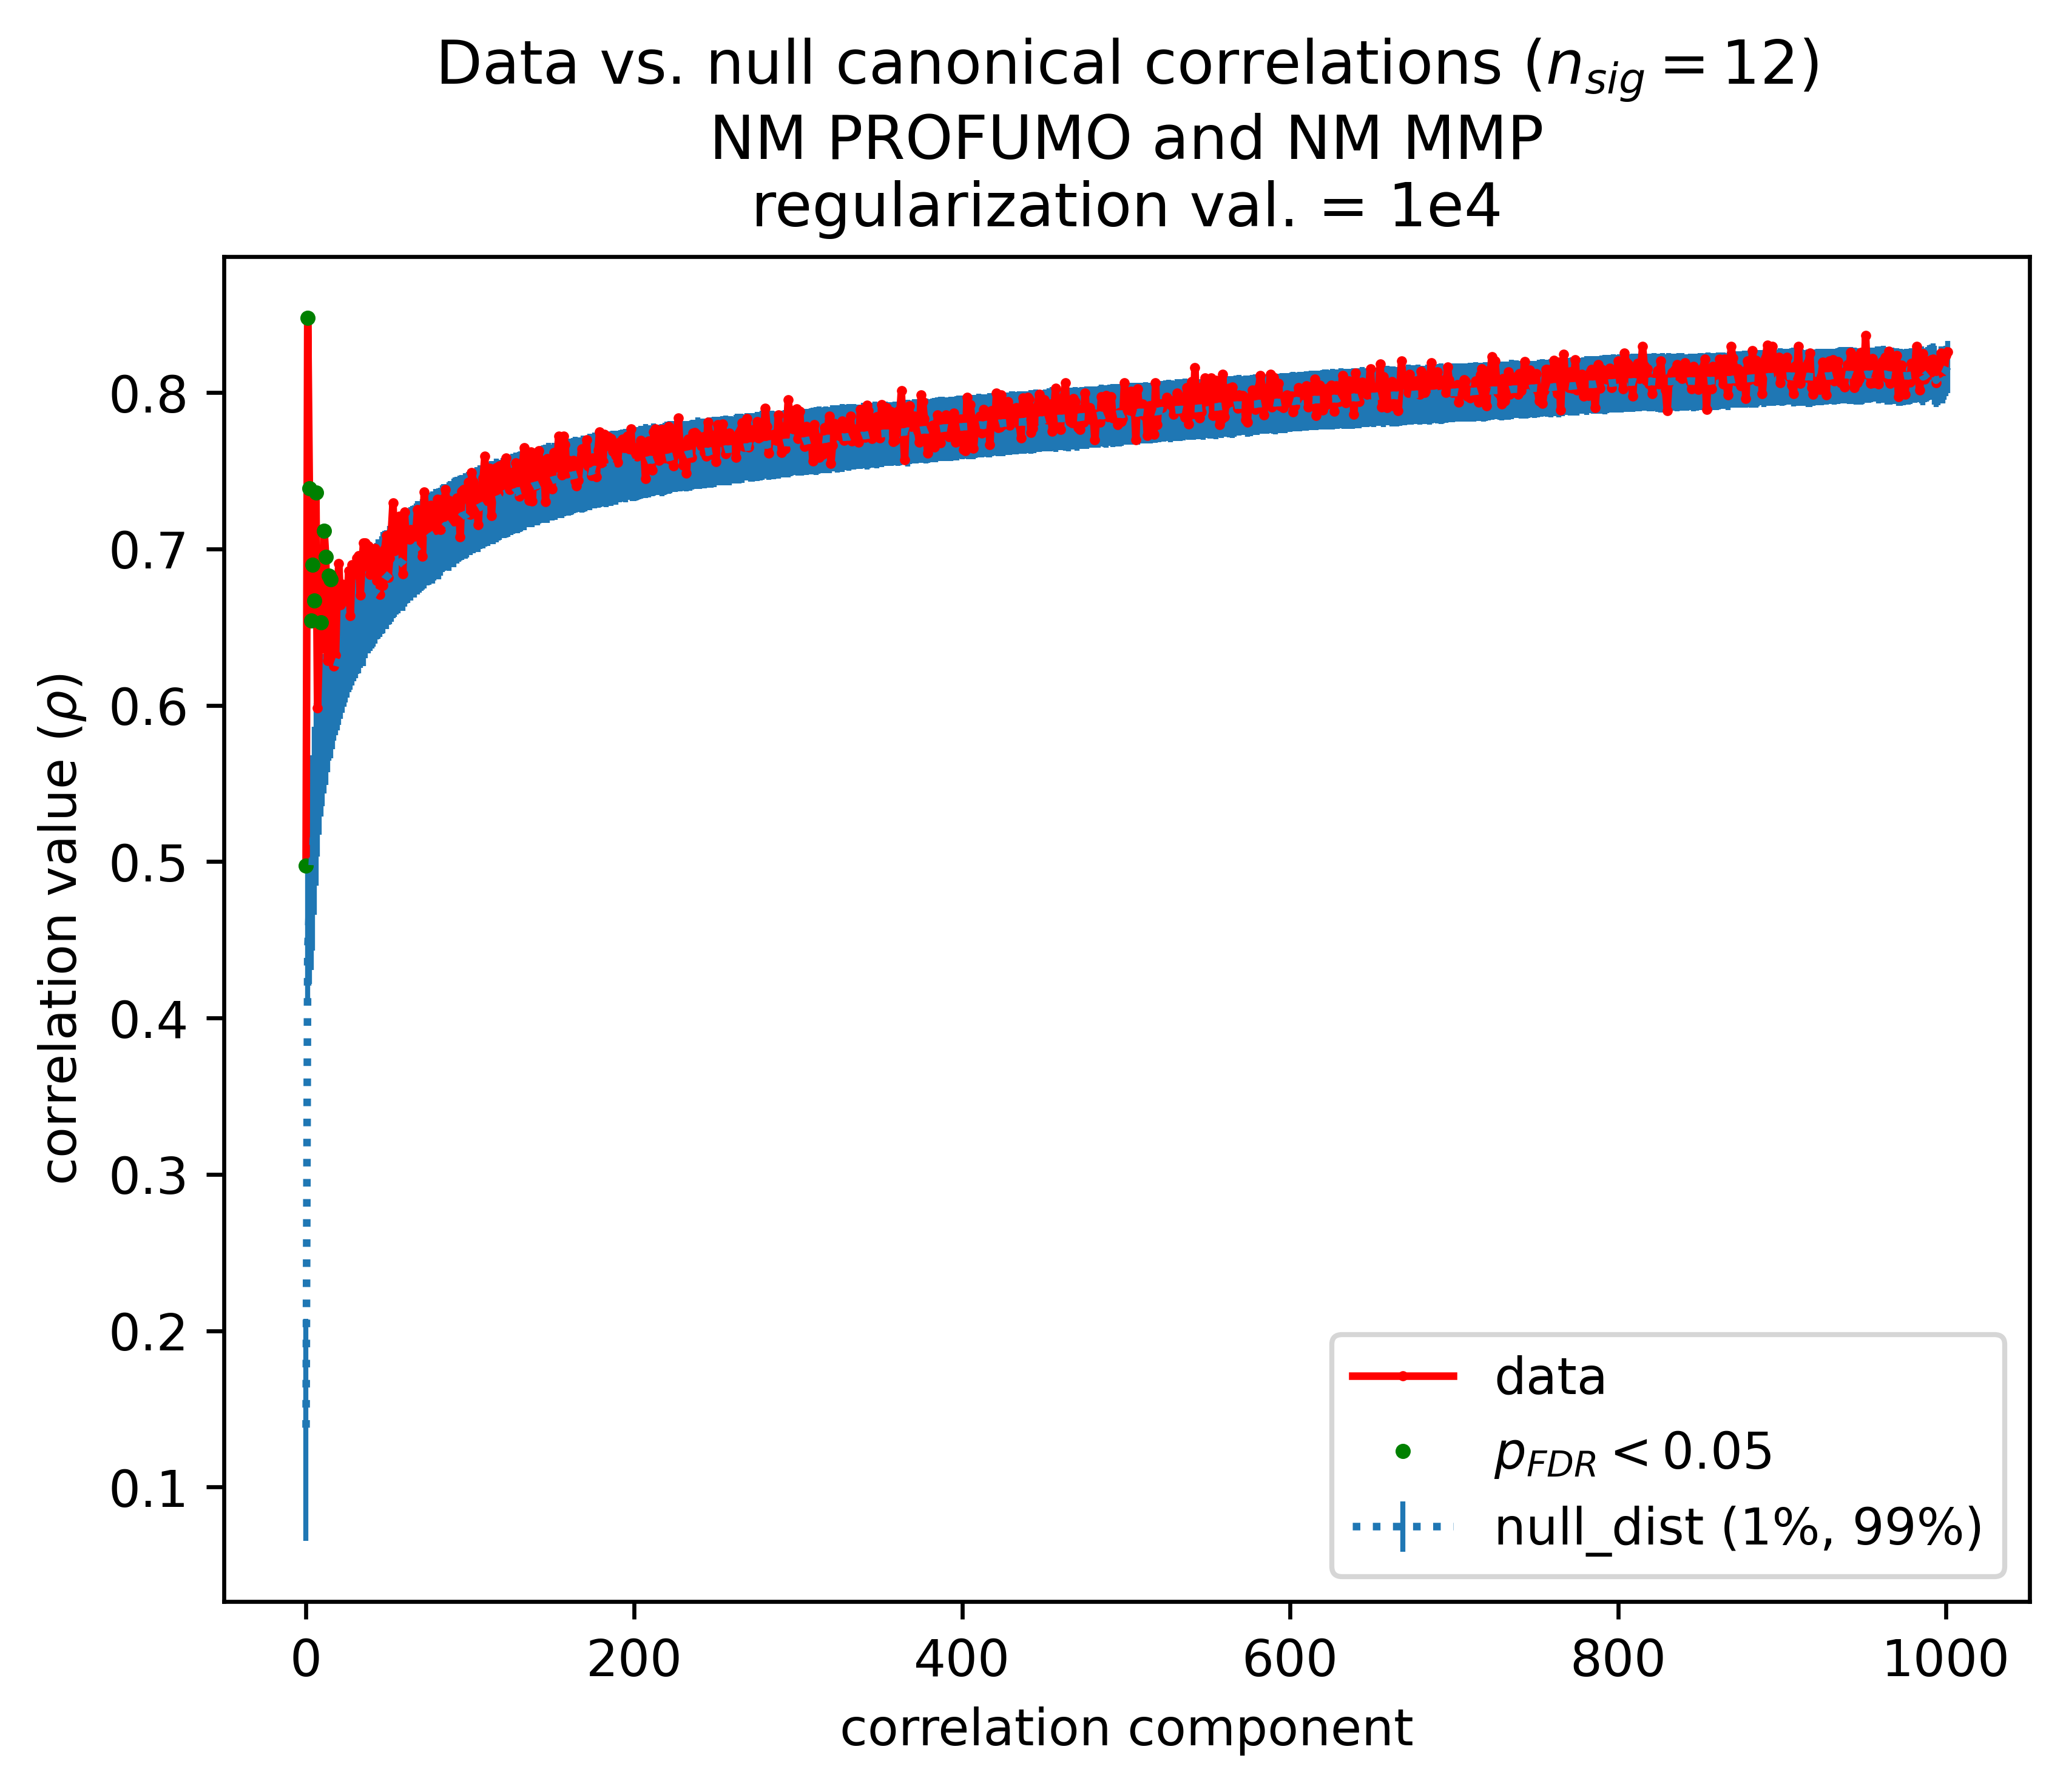 Data vs. null canonical correlations (n_sig = 12)
NM PROFUMO and NM MMP
regularization val. = 1e4
correlation value (ρ)
0.8
0.7
0.6
0.5
0.4
0.3
0.2
0.1
data
p_FDR < 0.05
null_dist (1%, 99%)
0 200 400 600 800 1000
correlation component